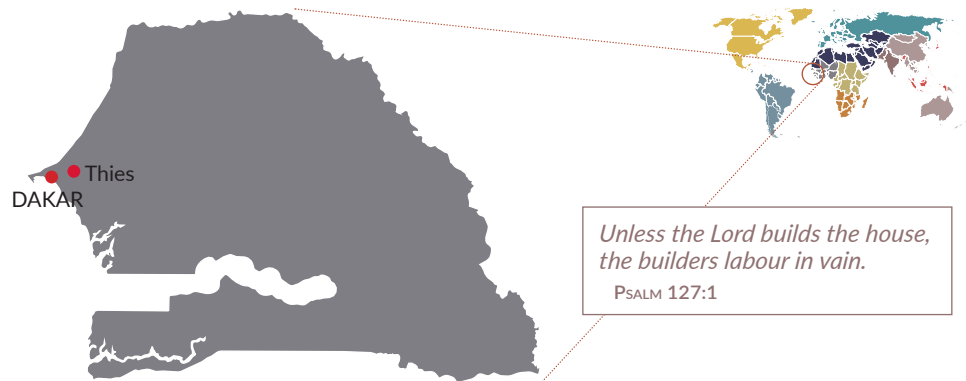 Thies
DAKAR
Unless the Lord builds the house,
the builders labour in vain.
Psalm 127:1